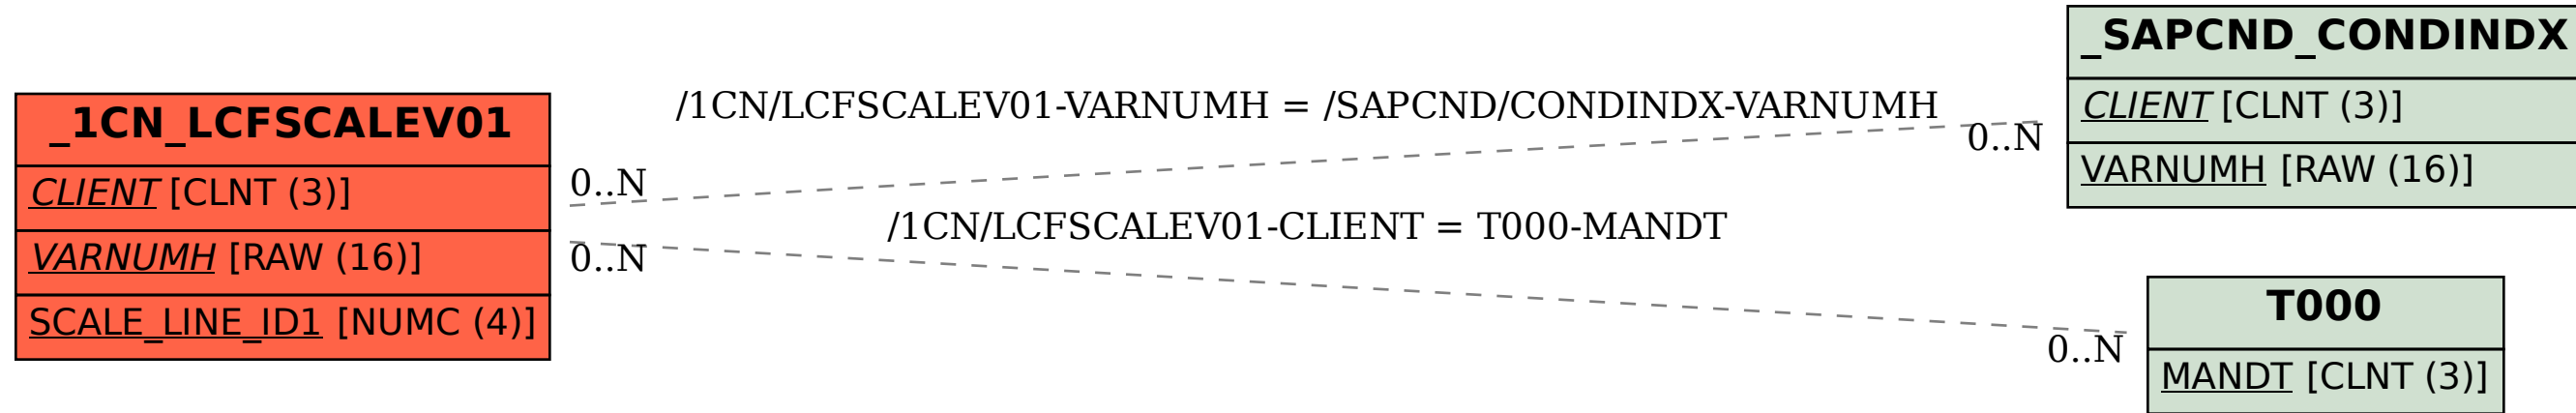 _1CN_LCFSCALEV01
CLIENT [CLNT (3)]
VARNUMH [RAW (16)]
SCALE_LINE_ID1 [NUMC (4)]
/1CN/LCFSCALEV01-VARNUMH = /SAPCND/CONDINDX-VARNUMH
0..N
0..N
/1CN/LCFSCALEV01-CLIENT = T000-MANDT
0..N
0..N
_SAPCND_CONDINDX
CLIENT [CLNT (3)]
VARNUMH [RAW (16)]
T000
MANDT [CLNT (3)]